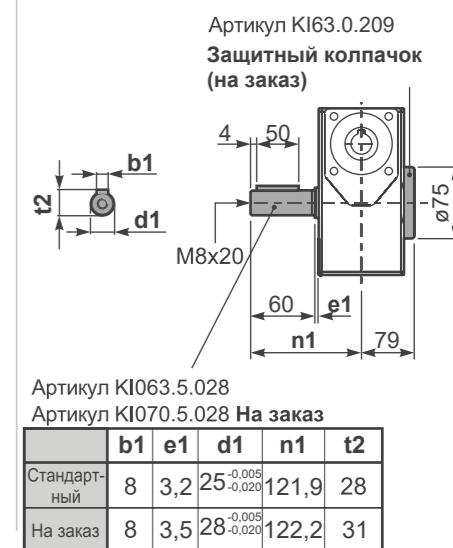 Артикул KI63.0.209
Защитный колпачок
(на заказ)
4 50
b1
t2
d1
ø75
M8x20
60 e1
n1 79
Артикул KI063.5.028
Артикул KI070.5.028 На заказ
b1 e1 d1 n1 t2
Стандарт-
ный 8 3,2 25 -0,005 -0,020 121,9 28
На заказ 8 3,5 28 -0,005 -0,020 122,2 31